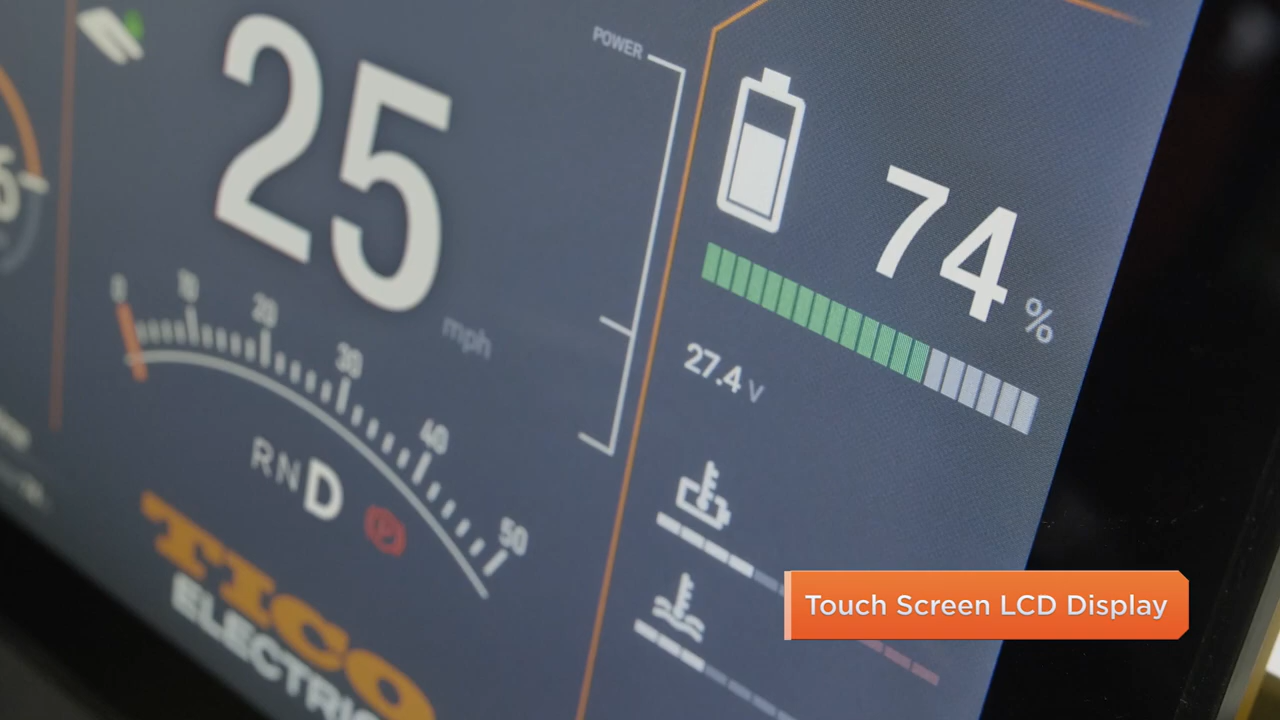 POWER
25
mph
74
%
27.4 V
0
10
20
30
40
50
R N D
P
TICO
ELECTRIC
Touch Screen LCD Display